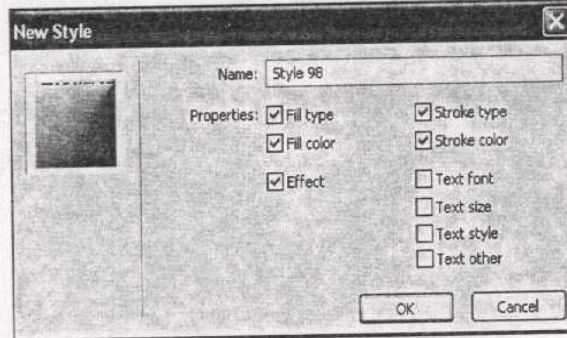 New Style
Name: Style 98
Properties: Fill type Stroke type
Fill color Stroke color
Effect Text font
Text size
Text style
Text other
OK Cancel